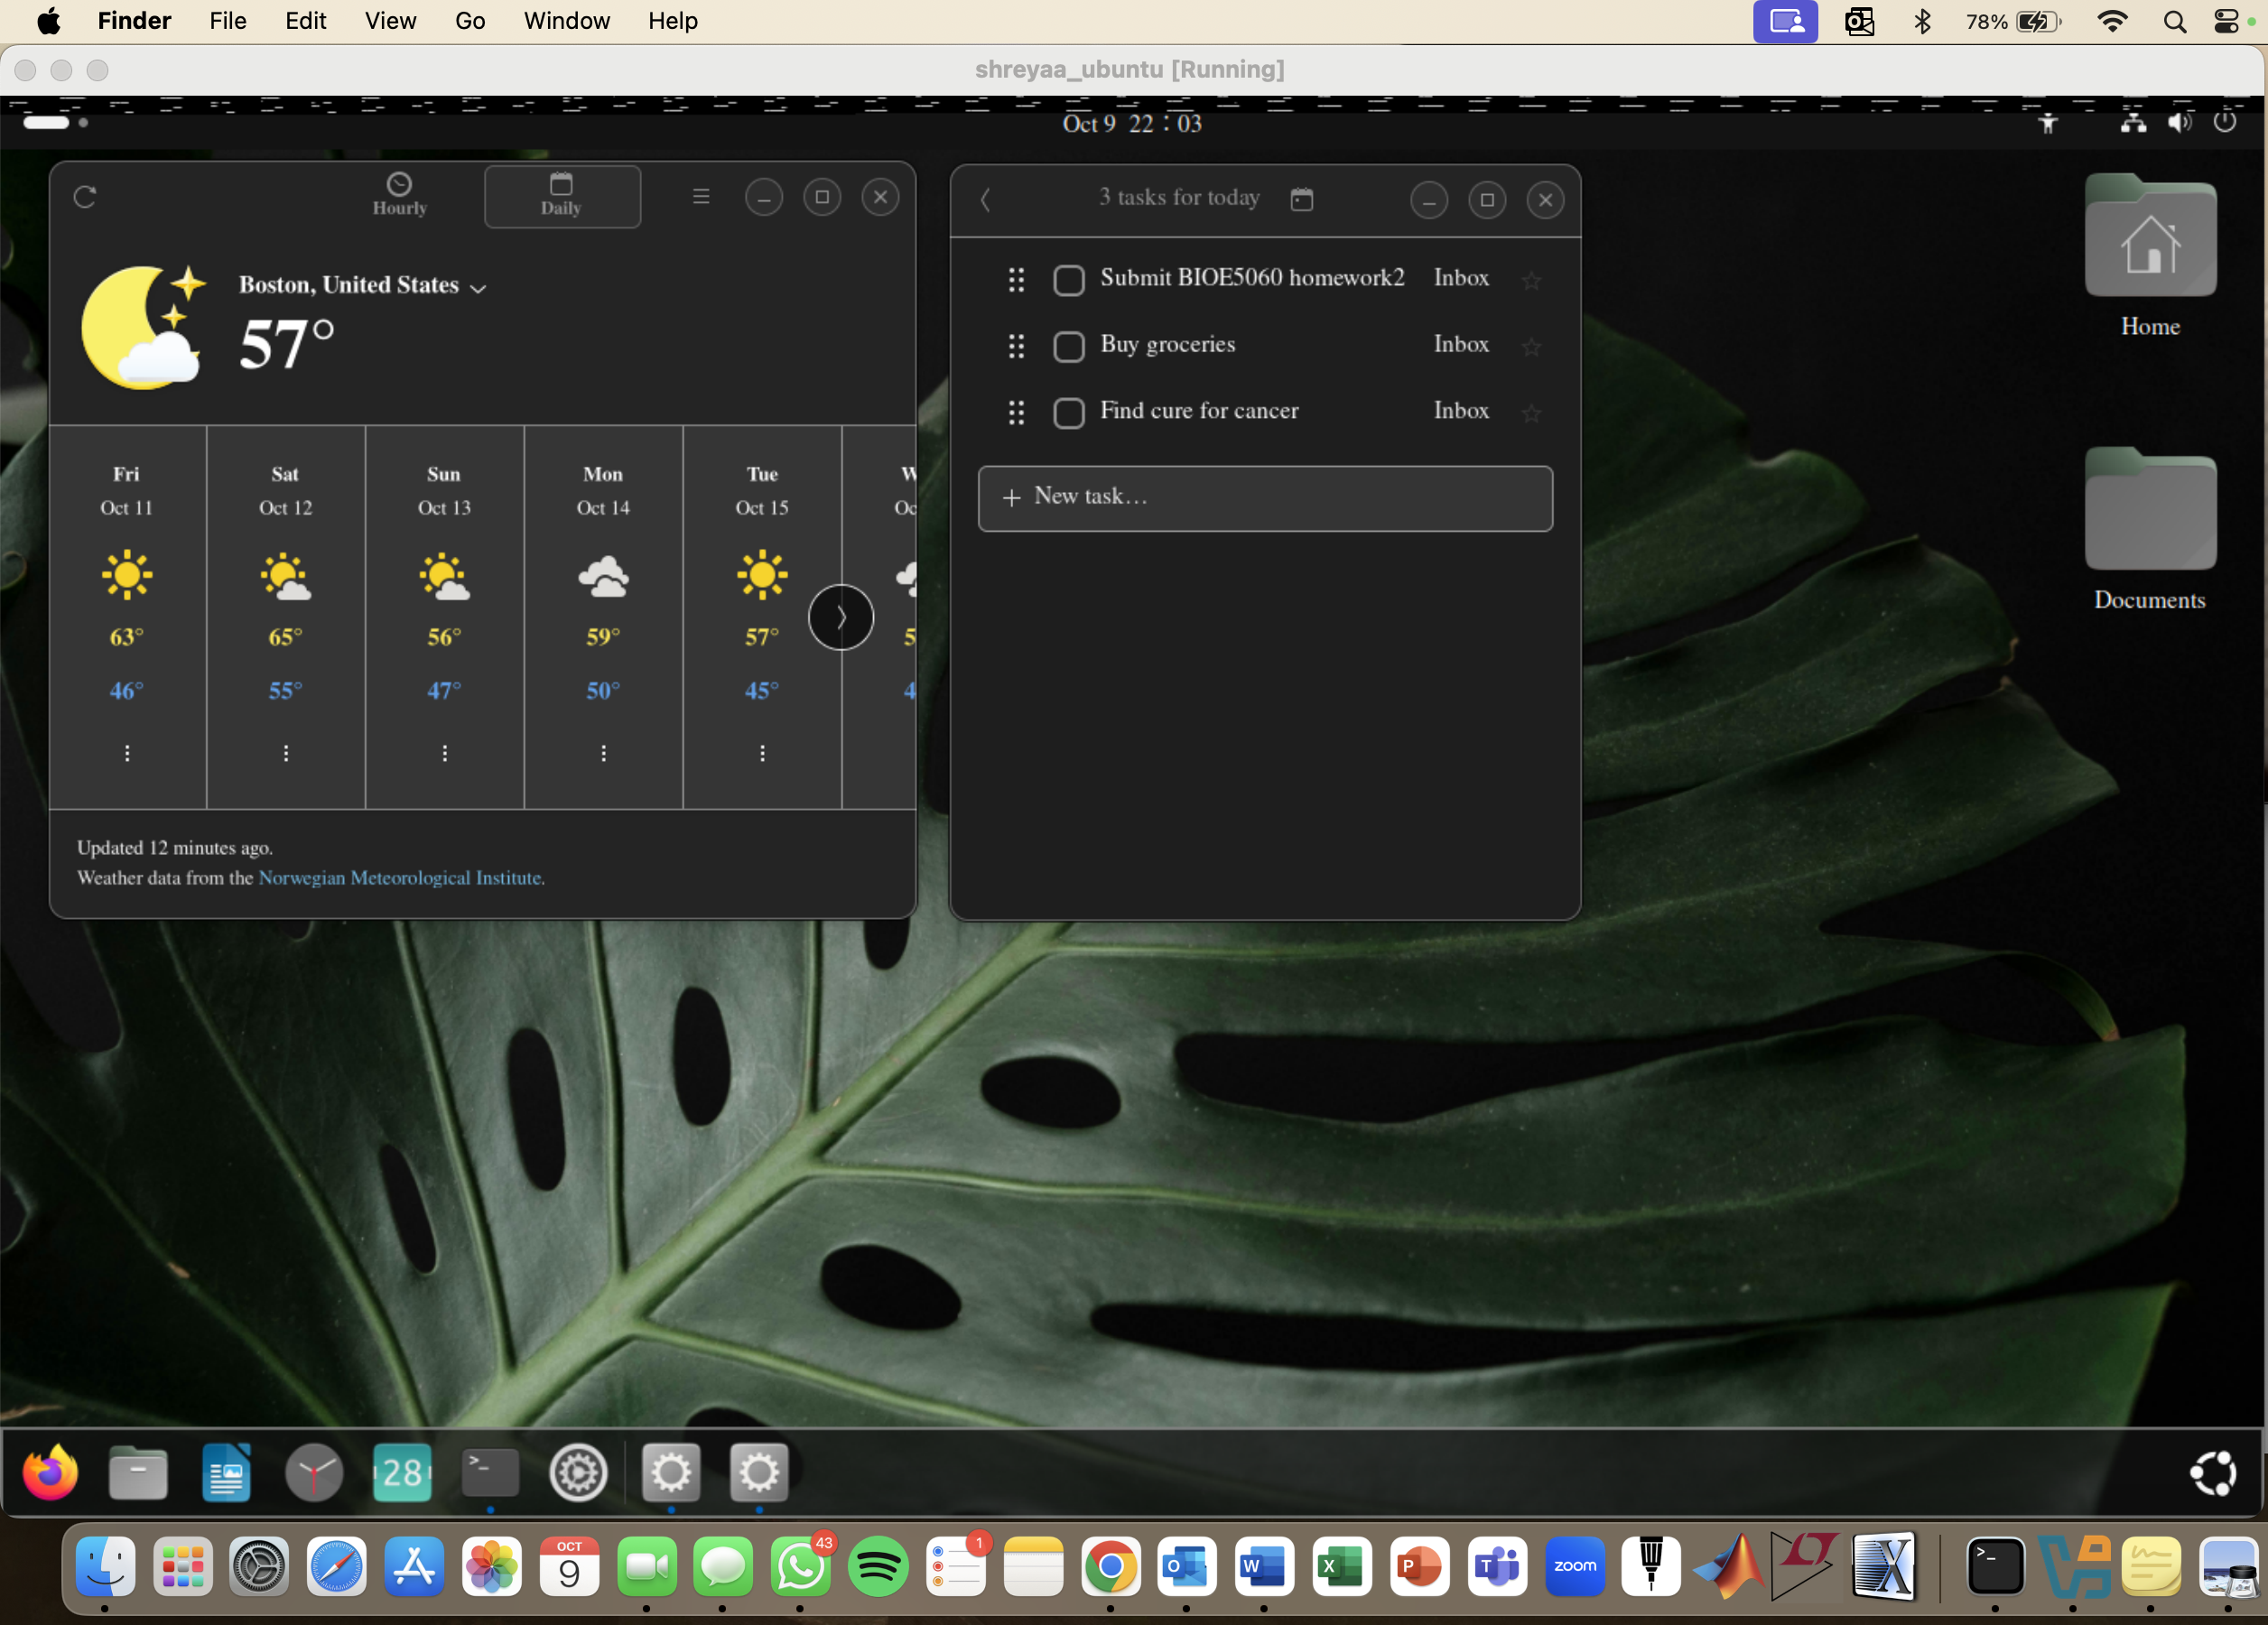 Finder File Edit View Go Window Help 78%
shreyaa_ubuntu [Running]
Oct 9 22 : 03
Hourly
Daily
Boston, United States
57°
Fri
Oct 11
63°
46°
Sat
Oct 12
65°
55°
Sun
Oct 13
56°
47°
Mon
Oct 14
59°
50°
Tue
Oct 15
57°
45°
Updated 12 minutes ago.
Weather data from the Norwegian Meteorological Institute.
3 tasks for today
Submit BIOE5060 homework2 Inbox
Buy groceries Inbox
Find cure for cancer Inbox
+ New task…
Home
Documents
28
OCT
9
43
1
zoom